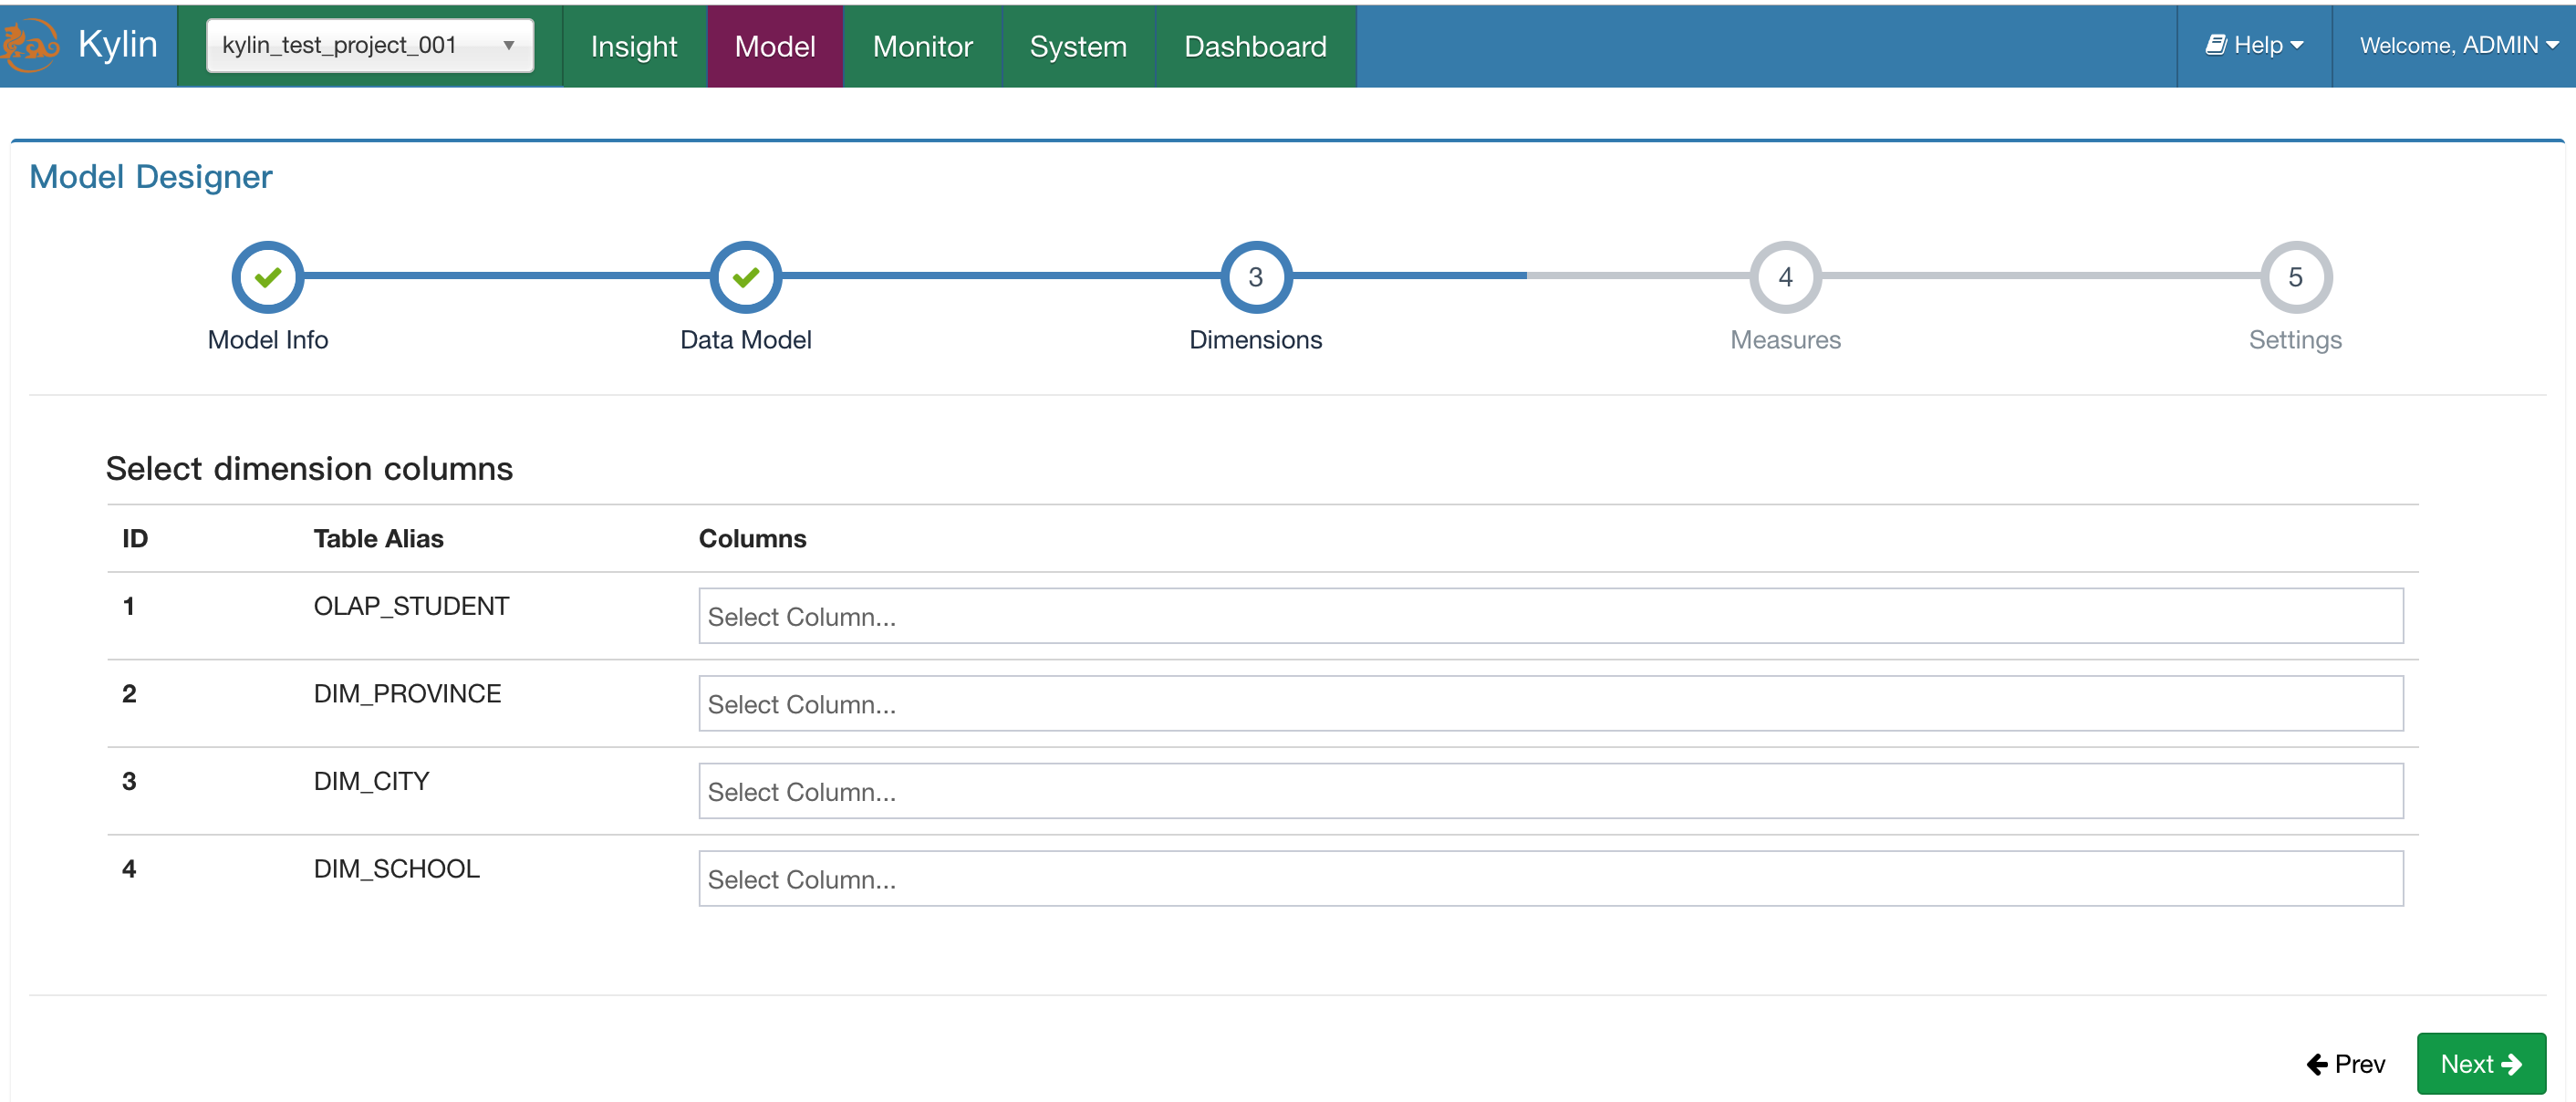 Kylin kylin_test_project_001 Insight Model Monitor System Dashboard Help Welcome, ADMIN
Model Designer
3 4 5
Model Info Data Model Dimensions Measures Settings
Select dimension columns
ID Table Alias Columns
1 OLAP_STUDENT Select Column...
2 DIM_PROVINCE Select Column...
3 DIM_CITY Select Column...
4 DIM_SCHOOL Select Column...
Prev Next